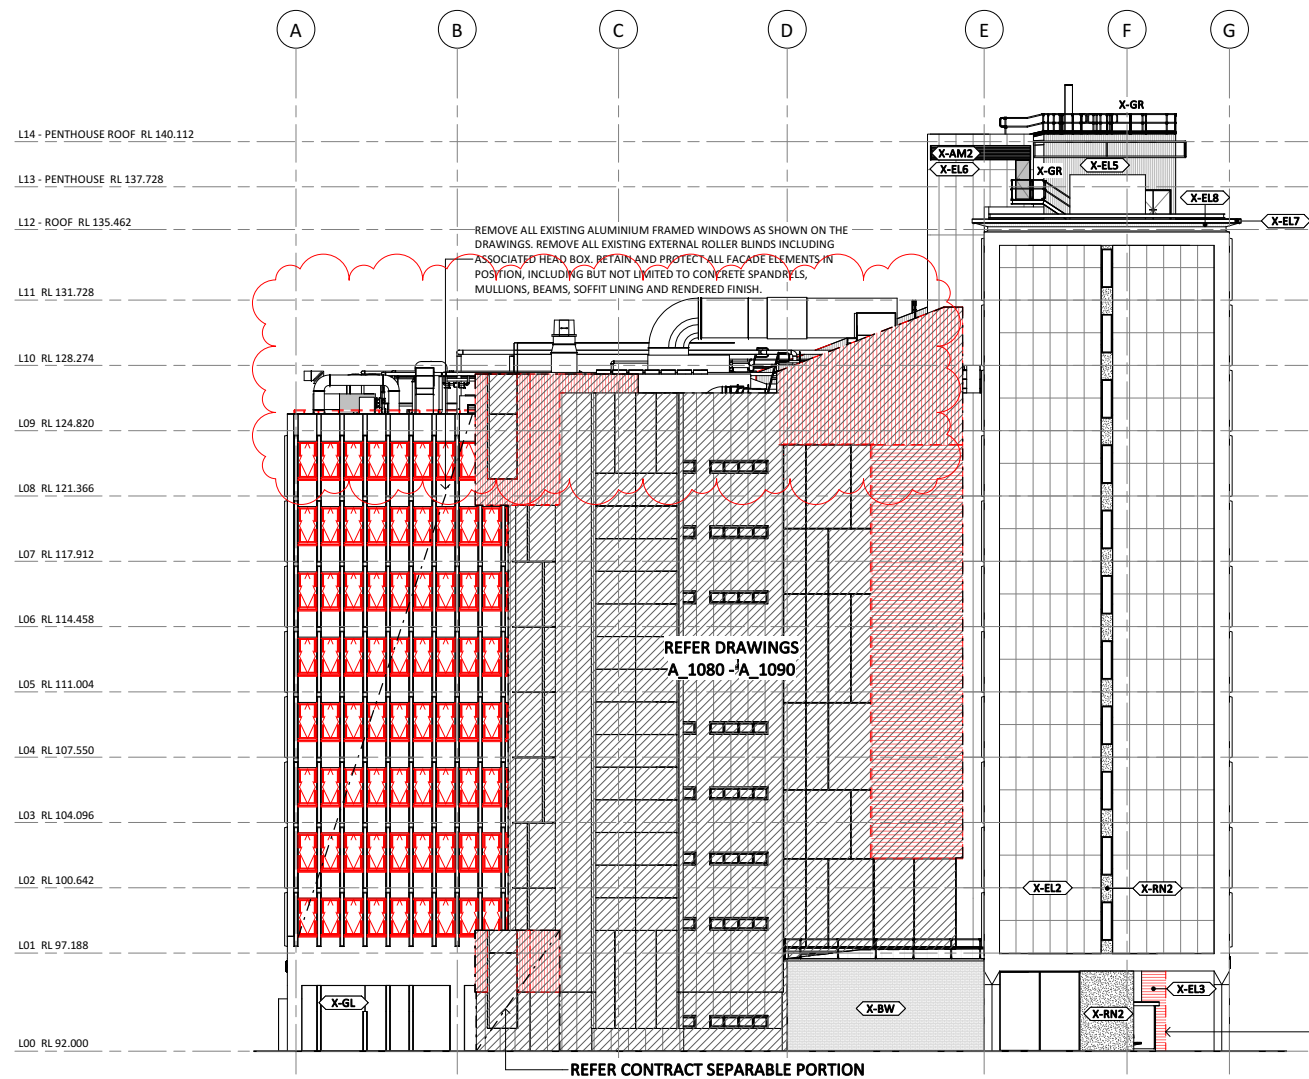 A B C D E F G
X-GR
L14 - PENTHOUSE ROOF RL 140.112
X-AM2
X-EL6
X-GR
X-EL5
L13 - PENTHOUSE RL 137.728
X-EL8
X-EL7
L12 - ROOF RL 135.462
REMOVE ALL EXISTING ALUMINIUM FRAMED WINDOWS AS SHOWN ON THE
DRAWINGS. REMOVE ALL EXISTING EXTERNAL ROLLER BLINDS INCLUDING
ASSOCIATED HEAD BOX. RETAIN AND PROTECT ALL FACADE ELEMENTS IN
POSTION, INCLUDING BUT NOT LIMITED TO CONCRETE SPANDRELS,
MULLIONS, BEAMS, SOFFIT LINING AND RENDERED FINISH.
L11 RL 131.728
L10 RL 128.274
L09 RL 124.820
L08 RL 121.366
L07 RL 117.912
L06 RL 114.458
REFER DRAWINGS
A_1080 - A_1090
L05 RL 111.004
L04 RL 107.550
L03 RL 104.096
L02 RL 100.642
X-EL2
X-RN2
L01 RL 97.188
X-GL
X-BW
X-RN2
X-EL3
L00 RL 92.000
REFER CONTRACT SEPARABLE PORTION